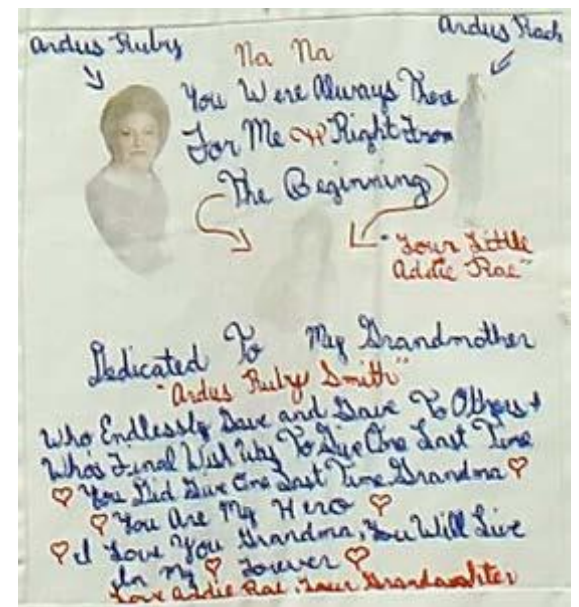 Ardus Ruby
Ardus Rach
Na Na
You Were Always There
For Me Right From
The Beginning
"Your Little
Addie Rae"
Dedicated To My Grandmother
"Ardus Ruby Smith"
Who Endlessly Gave and Gave To Others +
Who's Final Wish Was To Give One Last Time
♡ You Did Give One Last Time Grandma ♡
♡ You Are My Hero ♡
♡ I Love You Grandma, You Will Live
In My ♡ Forever ♡
Love Addie Rae, Your Grandaughter